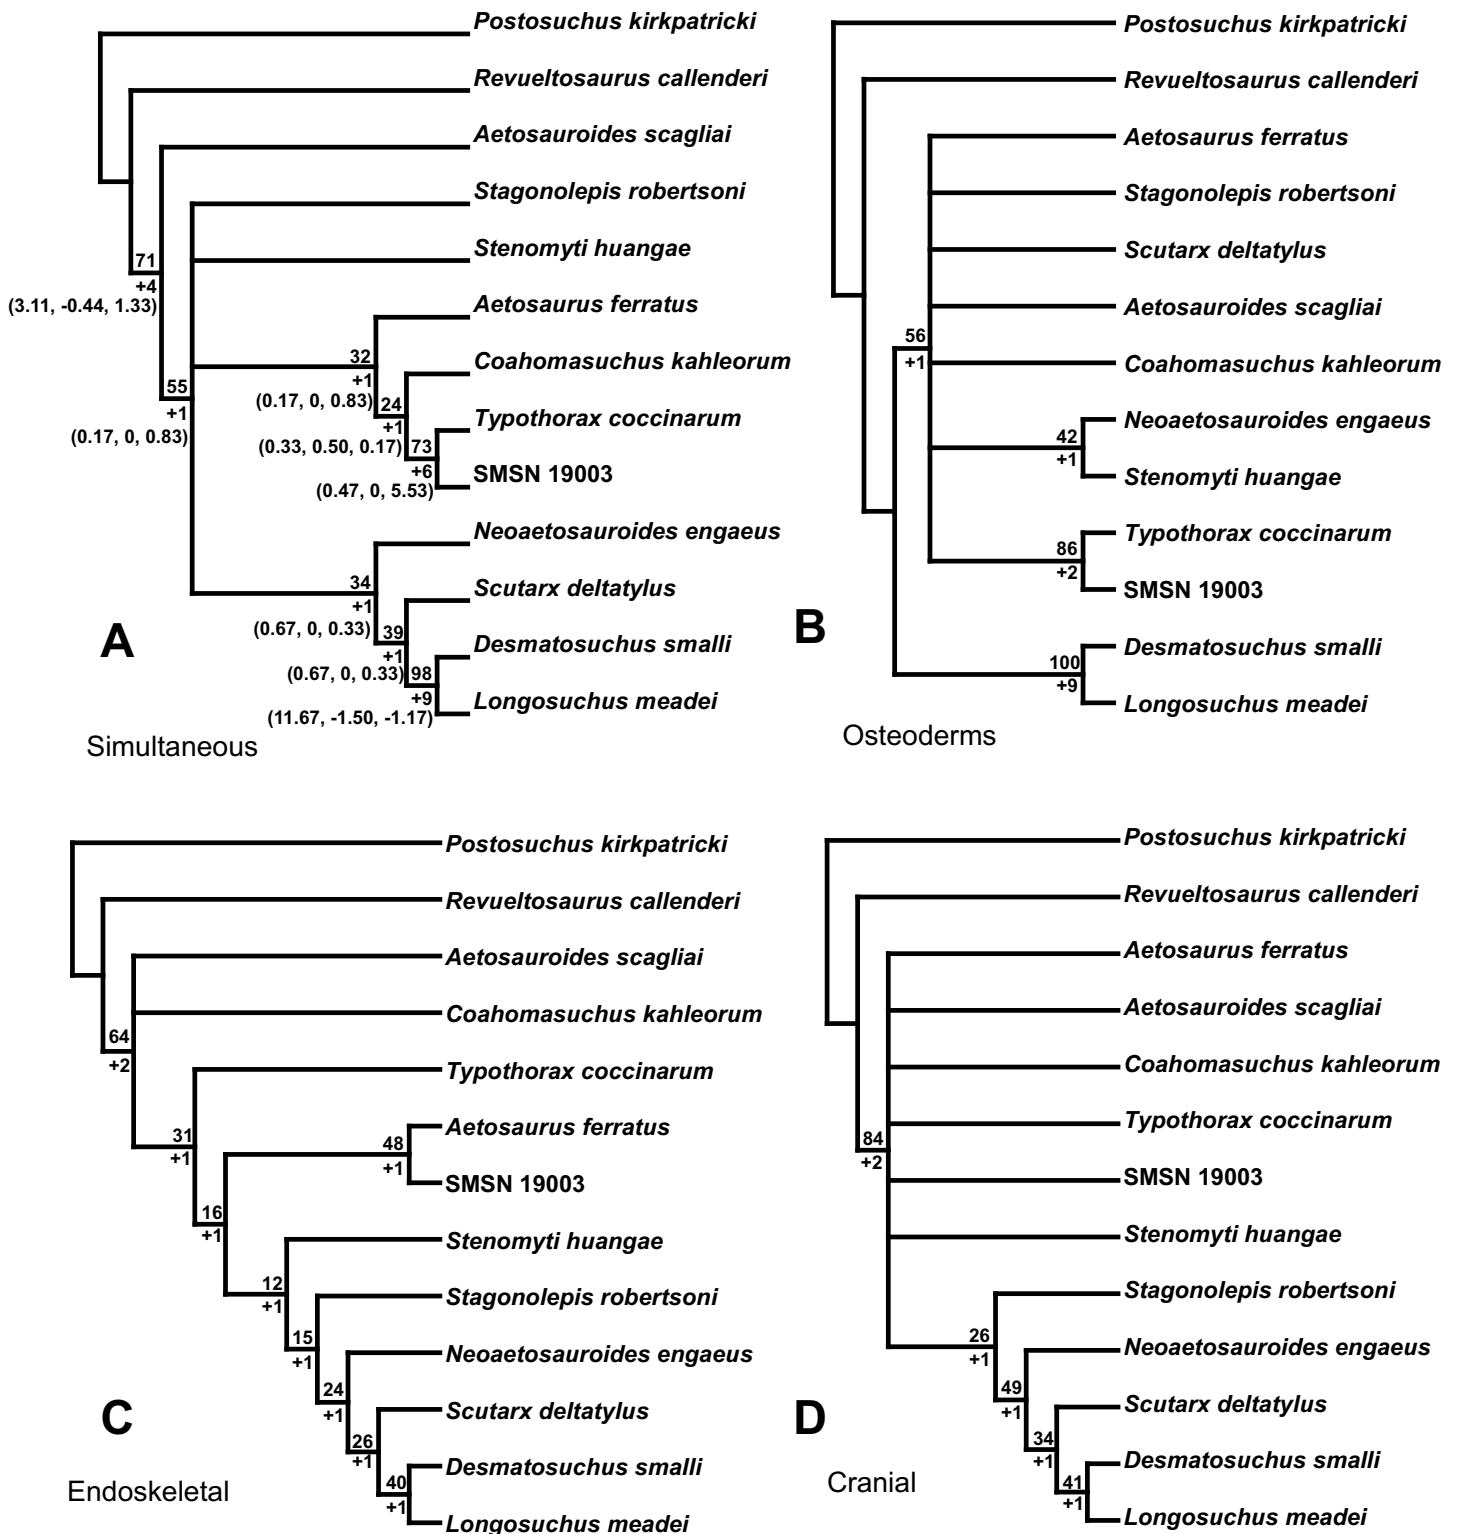 Postosuchus kirkpatricki
Revueltosaurus callenderi
Aetosauroides scagliai
Stagonolepis robertsoni
Stenomyti huangae
71
+4
(3.11, -0.44, 1.33)
Aetosaurus ferratus
32
+1
(0.17, 0, 0.83)
Coahomasuchus kahleorum
55
+1
(0.17, 0, 0.83)
24
+1
(0.33, 0.50, 0.17)
Typothorax coccinarum
73
+6
(0.47, 0, 5.53)
SMSN 19003
Neoaetosauroides engaeus
34
+1
(0.67, 0, 0.33)
Scutarx deltatylus
39
+1
(0.67, 0, 0.33)
Desmatosuchus smalli
98
+9
(11.67, -1.50, -1.17)
Longosuchus meadei
A
Simultaneous
Postosuchus kirkpatricki
Revueltosaurus callenderi
Aetosaurus ferratus
Stagonolepis robertsoni
Scutarx deltatylus
Aetosauroides scagliai
56
+1
Coahomasuchus kahleorum
Neoaetosauroides engaeus
42
+1
Stenomyti huangae
Typothorax coccinarum
86
+2
SMSN 19003
B
Desmatosuchus smalli
100
+9
Longosuchus meadei
Osteoderms
Postosuchus kirkpatricki
Revueltosaurus callenderi
Aetosauroides scagliai
Coahomasuchus kahleorum
64
+2
Typothorax coccinarum
31
+1
Aetosaurus ferratus
48
+1
SMSN 19003
16
+1
Stenomyti huangae
12
+1
Stagonolepis robertsoni
15
+1
Neoaetosauroides engaeus
24
+1
Scutarx deltatylus
26
+1
Desmatosuchus smalli
40
+1
Longosuchus meadei
C
Endoskeletal
Postosuchus kirkpatricki
Revueltosaurus callenderi
Aetosaurus ferratus
Aetosauroides scagliai
Coahomasuchus kahleorum
Typothorax coccinarum
84
+2
SMSN 19003
Stenomyti huangae
Stagonolepis robertsoni
26
+1
Neoaetosauroides engaeus
49
+1
Scutarx deltatylus
34
+1
Desmatosuchus smalli
41
+1
Longosuchus meadei
D
Cranial